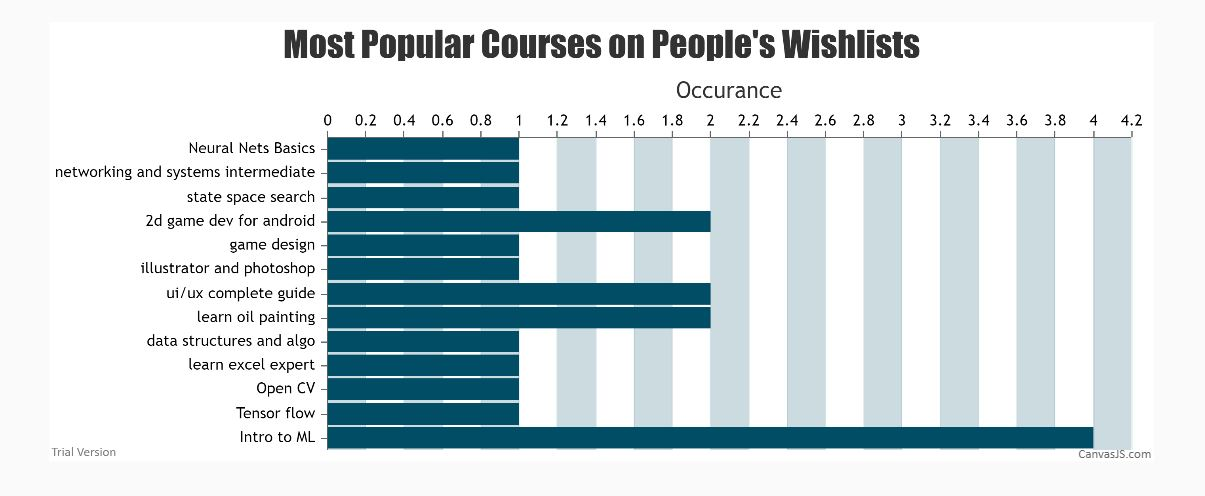 Most Popular Courses on People's Wishlists
Occurance
0 0.2 0.4 0.6 0.8 1 1.2 1.4 1.6 1.8 2 2.2 2.4 2.6 2.8 3 3.2 3.4 3.6 3.8 4 4.2
Neural Nets Basics
networking and systems intermediate
state space search
2d game dev for android
game design
illustrator and photoshop
ui/ux complete guide
learn oil painting
data structures and algo
learn excel expert
Open CV
Tensor flow
Intro to ML
Trial Version CanvasJS.com